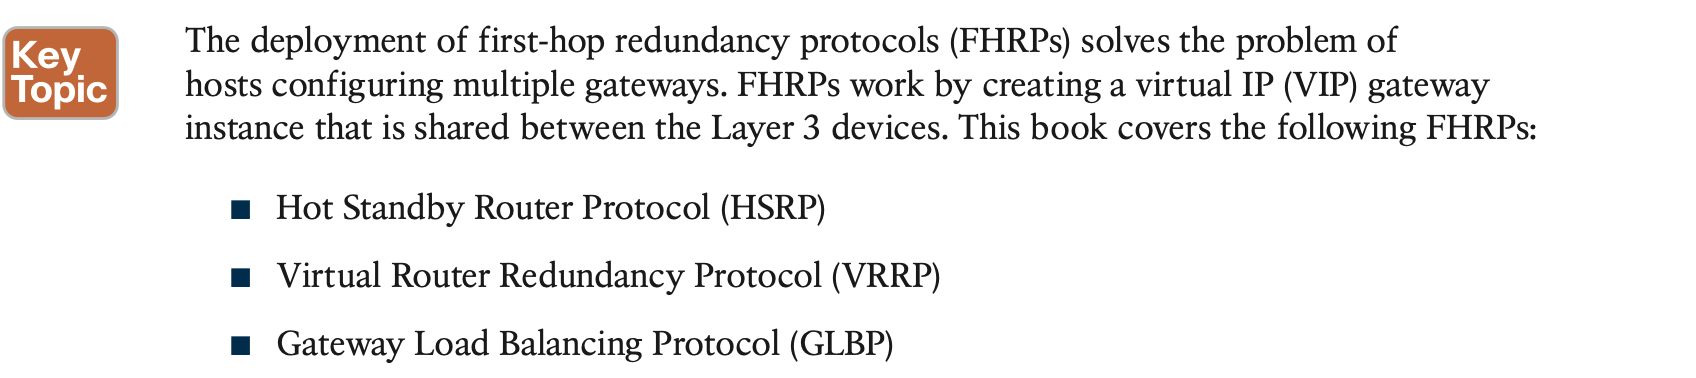 Key
Topic
The deployment of first-hop redundancy protocols (FHRPs) solves the problem of
hosts configuring multiple gateways. FHRPs work by creating a virtual IP (VIP) gateway
instance that is shared between the Layer 3 devices. This book covers the following FHRPs:
■ Hot Standby Router Protocol (HSRP)
■ Virtual Router Redundancy Protocol (VRRP)
■ Gateway Load Balancing Protocol (GLBP)